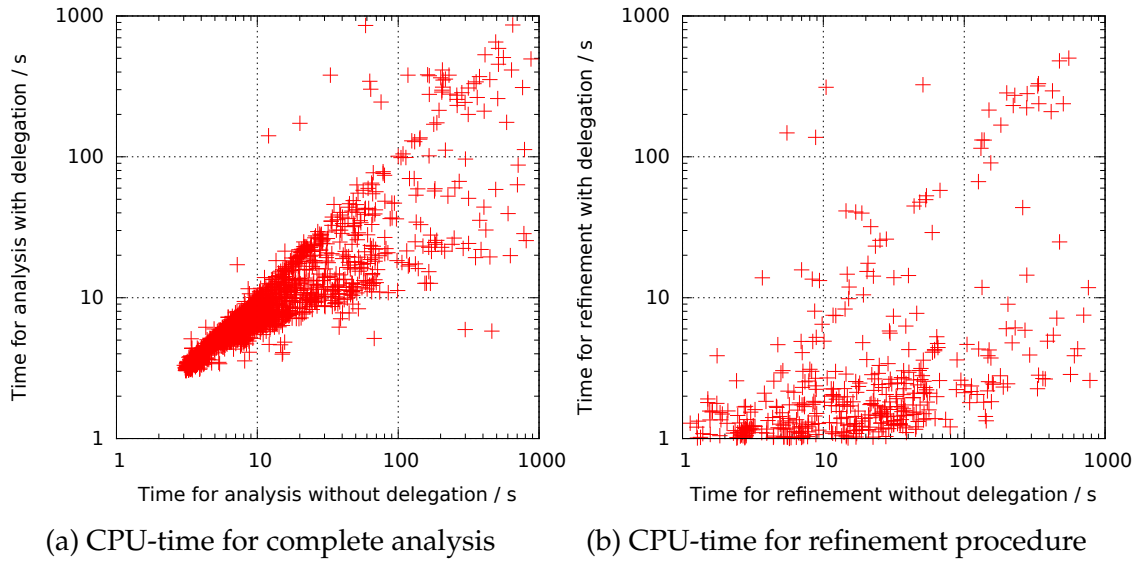 Time for analysis with delegation / s
1000
100
10
1
1 10 100 1000
Time for analysis without delegation / s
(a) CPU-time for complete analysis
Time for refinement with delegation / s
1000
100
10
1
1 10 100 1000
Time for refinement without delegation / s
(b) CPU-time for refinement procedure